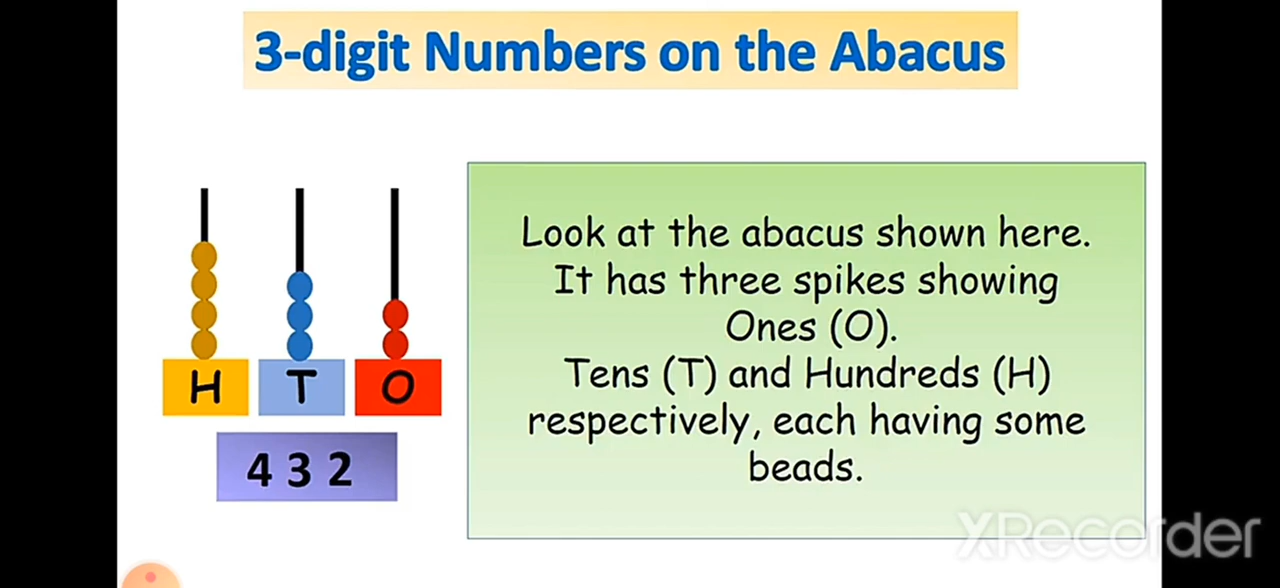 3-digit Numbers on the Abacus
Look at the abacus shown here.
It has three spikes showing
Ones (O).
Tens (T) and Hundreds (H)
respectively, each having some
beads.
H T O
4 3 2
XRecorder